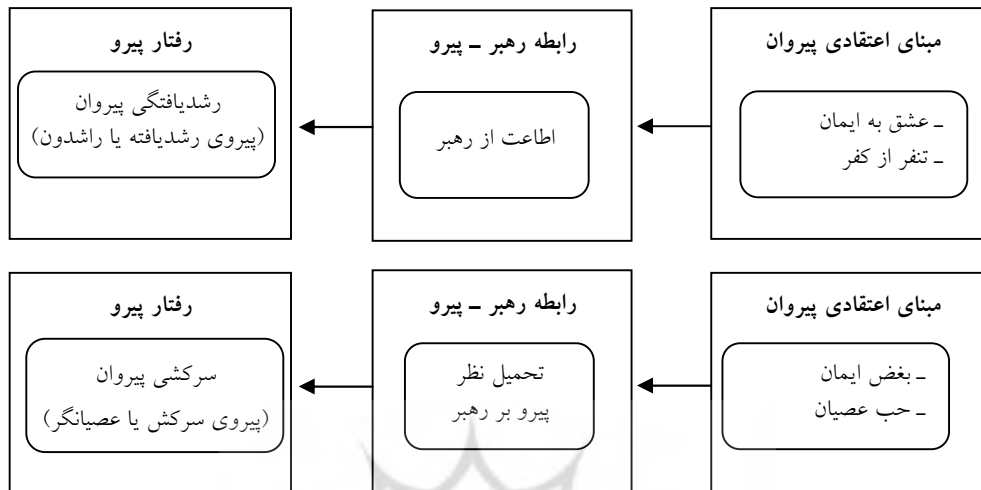 مبنای اعتقادی پیروان
ـ عشق به ایمان
ـ تنفر از کفر
رابطه رهبر ـ پیرو
اطاعت از رهبر
رفتار پیرو
رشدیافتگی پیروان
(پیروی رشدیافته یا راشدون)
مبنای اعتقادی پیروان
ـ بغض ایمان
ـ حب عصیان
رابطه رهبر ـ پیرو
تحمیل نظر
پیرو بر رهبر
رفتار پیرو
سرکشی پیروان
(پیروی سرکش یا عصیانگر)